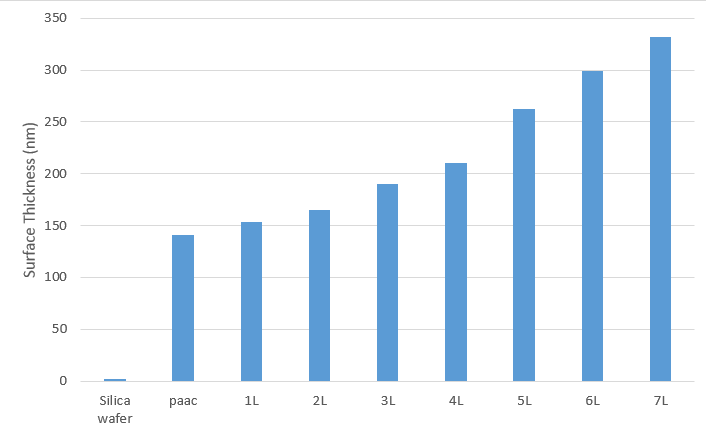 350
300
250
200
150
100
50
0
Surface Thickness (nm)
Silica wafer
paac
1L
2L
3L
4L
5L
6L
7L